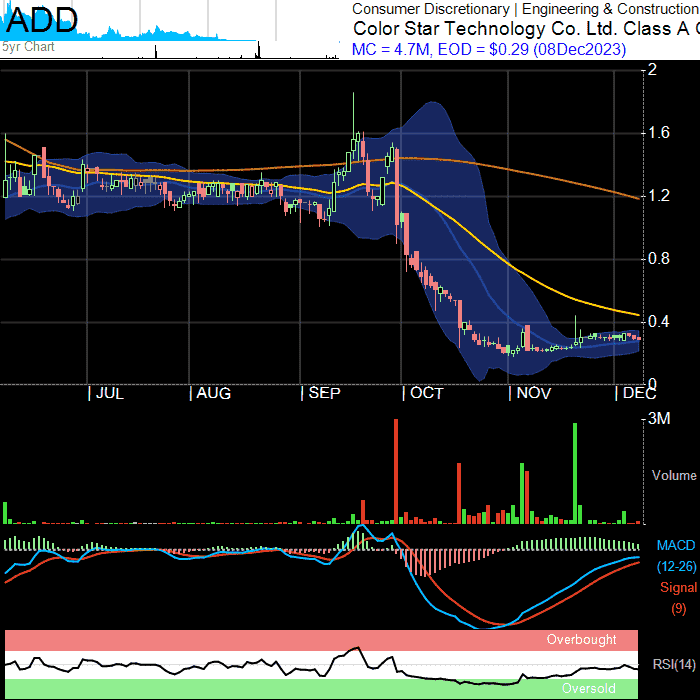 ADD
5yr Chart
Consumer Discretionary | Engineering & Construction
Color Star Technology Co. Ltd. Class A
MC = 4.7M, EOD = $0.29 (08Dec2023)
2
1.6
1.2
0.8
0.4
0
JUL
AUG
SEP
OCT
NOV
DEC
3M
Volume
MACD
(12-26)
Signal
(9)
Overbought
RSI(14)
Oversold